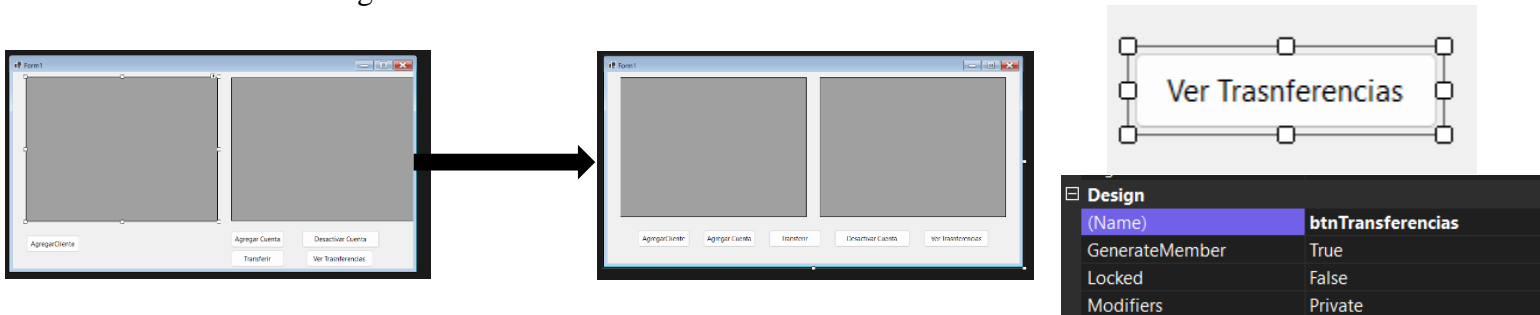 Form1
AgregarCliente
Agregar Cuenta
Desactivar Cuenta
Transferir
Ver Trasnferencias
Form1
AgregarCliente
Agregar Cuenta
Transferir
Desactivar Cuenta
Ver Trasnferencias
Ver Trasnferencias
Design
(Name) btnTransferencias
GenerateMember True
Locked False
Modifiers Private